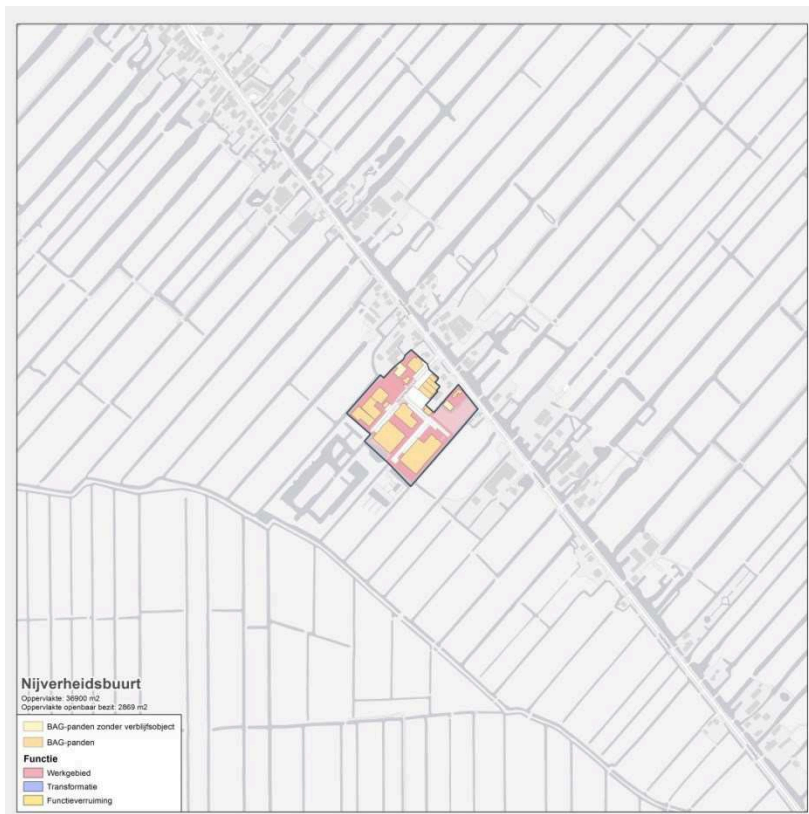 Nijverheidsbuurt
Oppervlakte: 36900 m2
Oppervlakte openbaar bezit: 2869 m2
BAG-panden zonder verblijfsobject
BAG-panden
Functie
Werkgebied
Transformatie
Functieverruiming